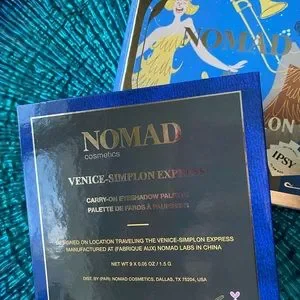 NOMAD
IPSY
NOMAD
cosmetics
VENICE-SIMPLON EXPRESS
CARRY-ON EYESHADOW PALETTE
PALETTE DE FARDS À PAUPIÈRES
DESIGNED ON LOCATION TRAVELING THE VENICE-SIMPLON EXPRESS
MANUFACTURED AT (FABRIQUE AUX) NOMAD LABS IN CHINA
NET WT 9 X 0.05 OZ / 1.5 G
DIST. BY (PAR) NOMAD COSMETICS, DALLAS, TX 75204, USA